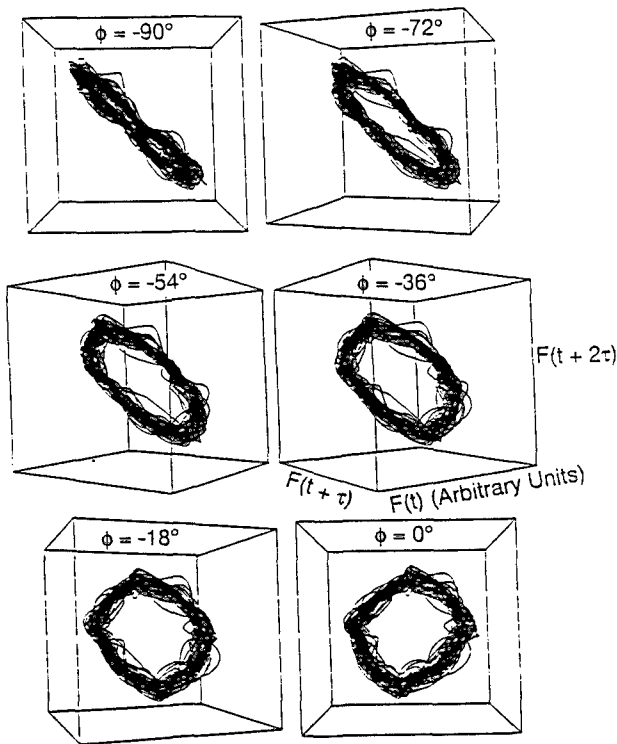 ϕ = -90°
ϕ = -72°
ϕ = -54°
ϕ = -36°
F(t + 2τ)
F(t + τ)
F(t) (Arbitrary Units)
ϕ = -18°
ϕ = 0°